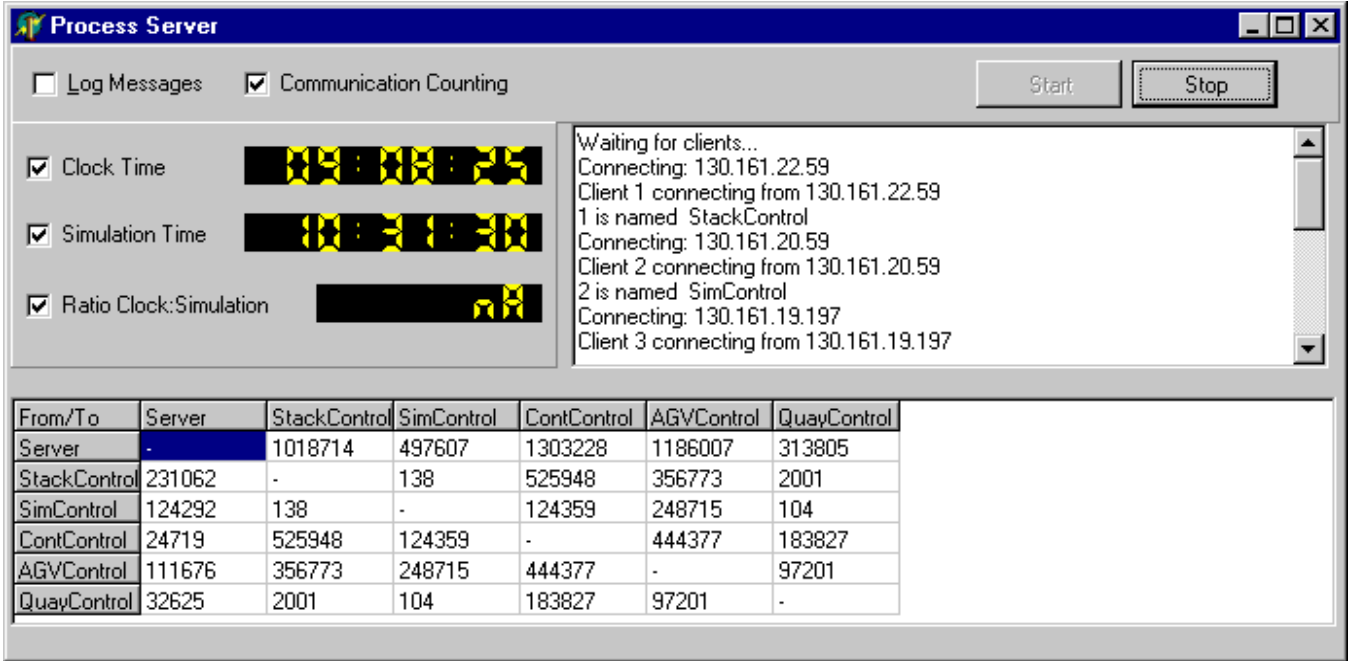 Process Server
Log Messages
Communication Counting
Start
Stop
Clock Time
Simulation Time 10:31:30
Ratio Clock:Simulation
Waiting for clients...
Connecting: 130.161.22.59
Client 1 connecting from 130.161.22.59
1 is named StackControl
Connecting: 130.161.20.59
Client 2 connecting from 130.161.20.59
2 is named SimControl
Connecting: 130.161.19.197
Client 3 connecting from 130.161.19.197
From/To Server StackControl SimControl ContControl AGVControl QuayControl
Server - 1018714 497607 1303228 1186007 313805
StackControl 231062 - 138 525948 356773 2001
SimControl 124292 138 - 124359 248715 104
ContControl 24719 525948 124359 - 444377 183827
AGVControl 111676 356773 248715 444377 - 97201
QuayControl 32625 2001 104 183827 97201 -